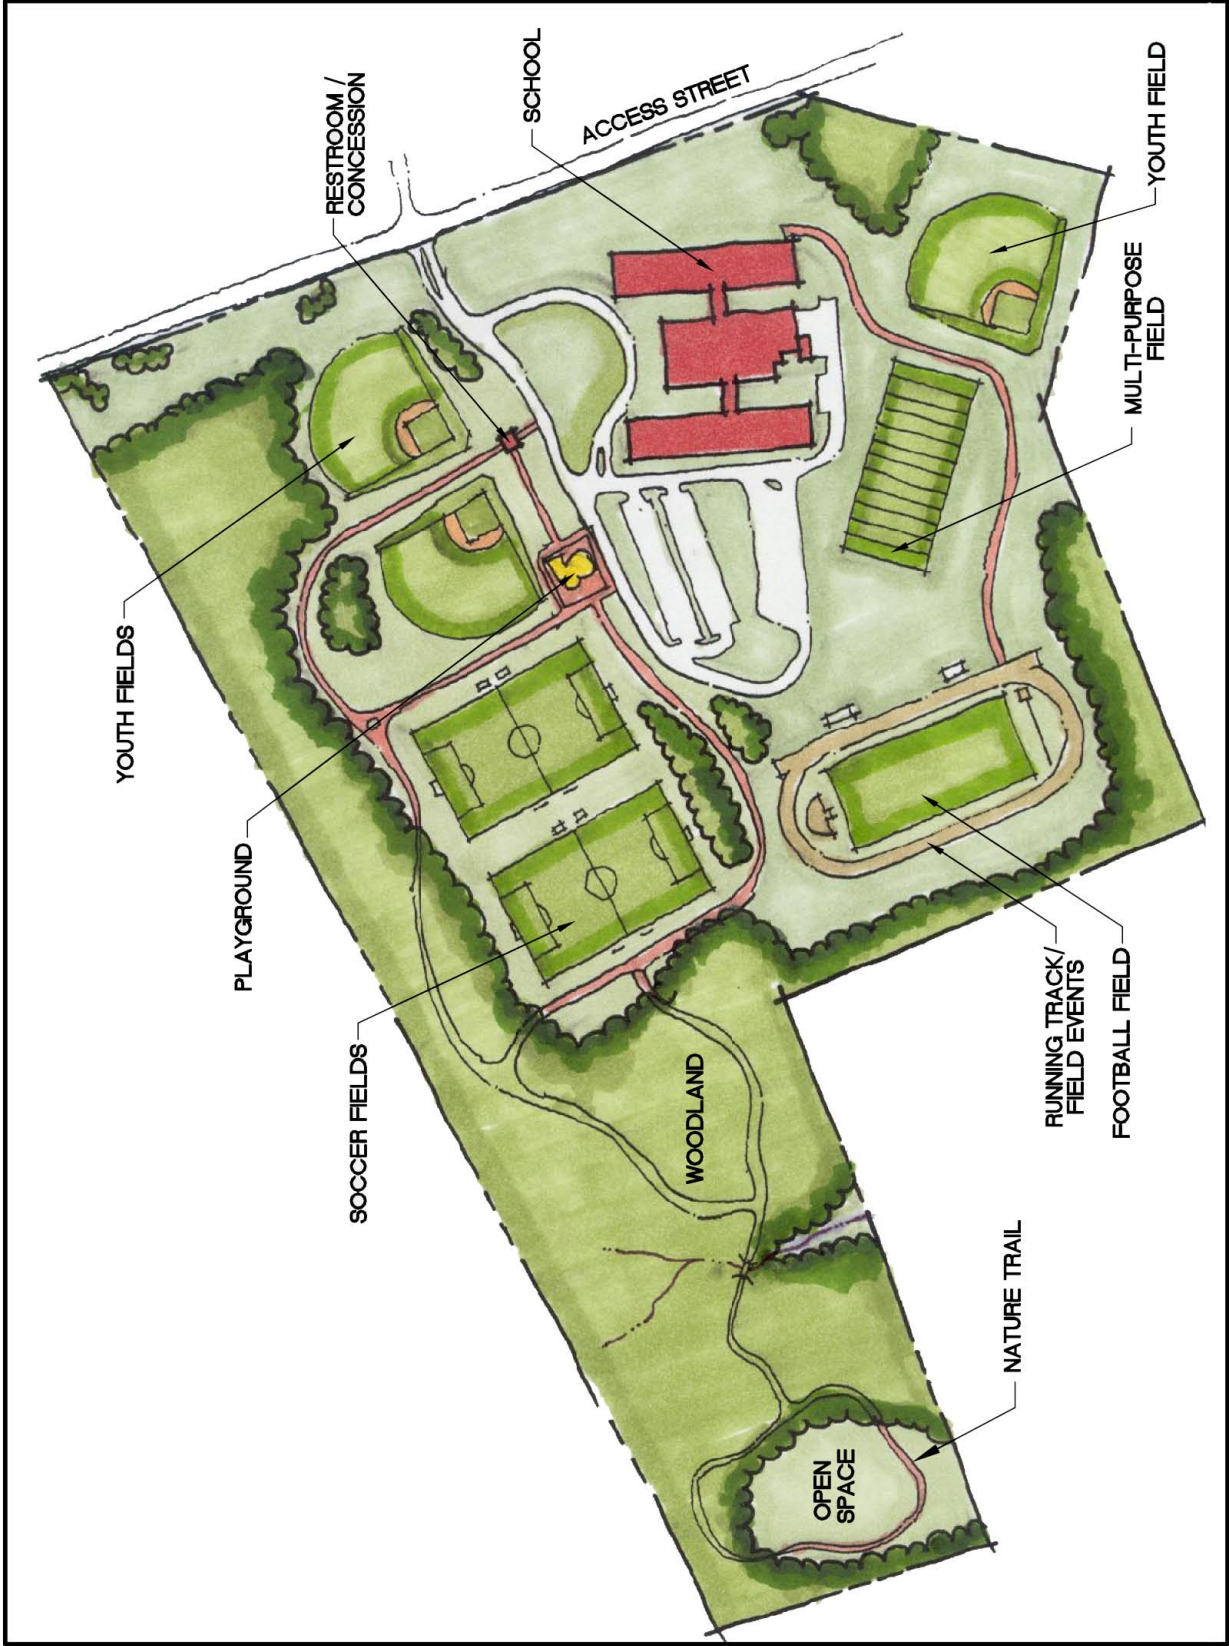 RESTROOM /
CONCESSION
SCHOOL
ACCESS STREET
YOUTH FIELD
MULTI-PURPOSE
FIELD
YOUTH FIELDS
PLAYGROUND
SOCCER FIELDS
WOODLAND
RUNNING TRACK/
FIELD EVENTS
FOOTBALL FIELD
NATURE TRAIL
OPEN
SPACE